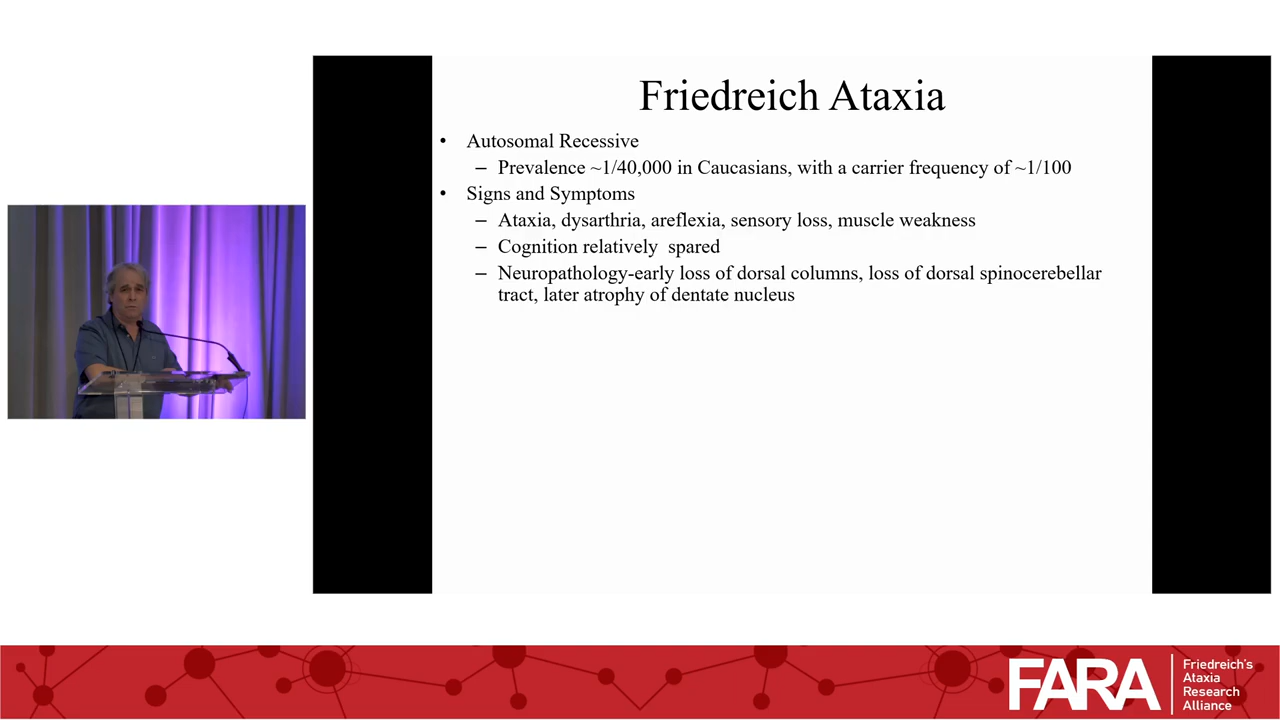 Friedreich Ataxia
• Autosomal Recessive
– Prevalence ~1/40,000 in Caucasians, with a carrier frequency of ~1/100
• Signs and Symptoms
– Ataxia, dysarthria, areflexia, sensory loss, muscle weakness
– Cognition relatively  spared
– Neuropathology-early loss of dorsal columns, loss of dorsal spinocerebellar
tract, later atrophy of dentate nucleus
FARA
Friedreich's
Ataxia
Research
Alliance